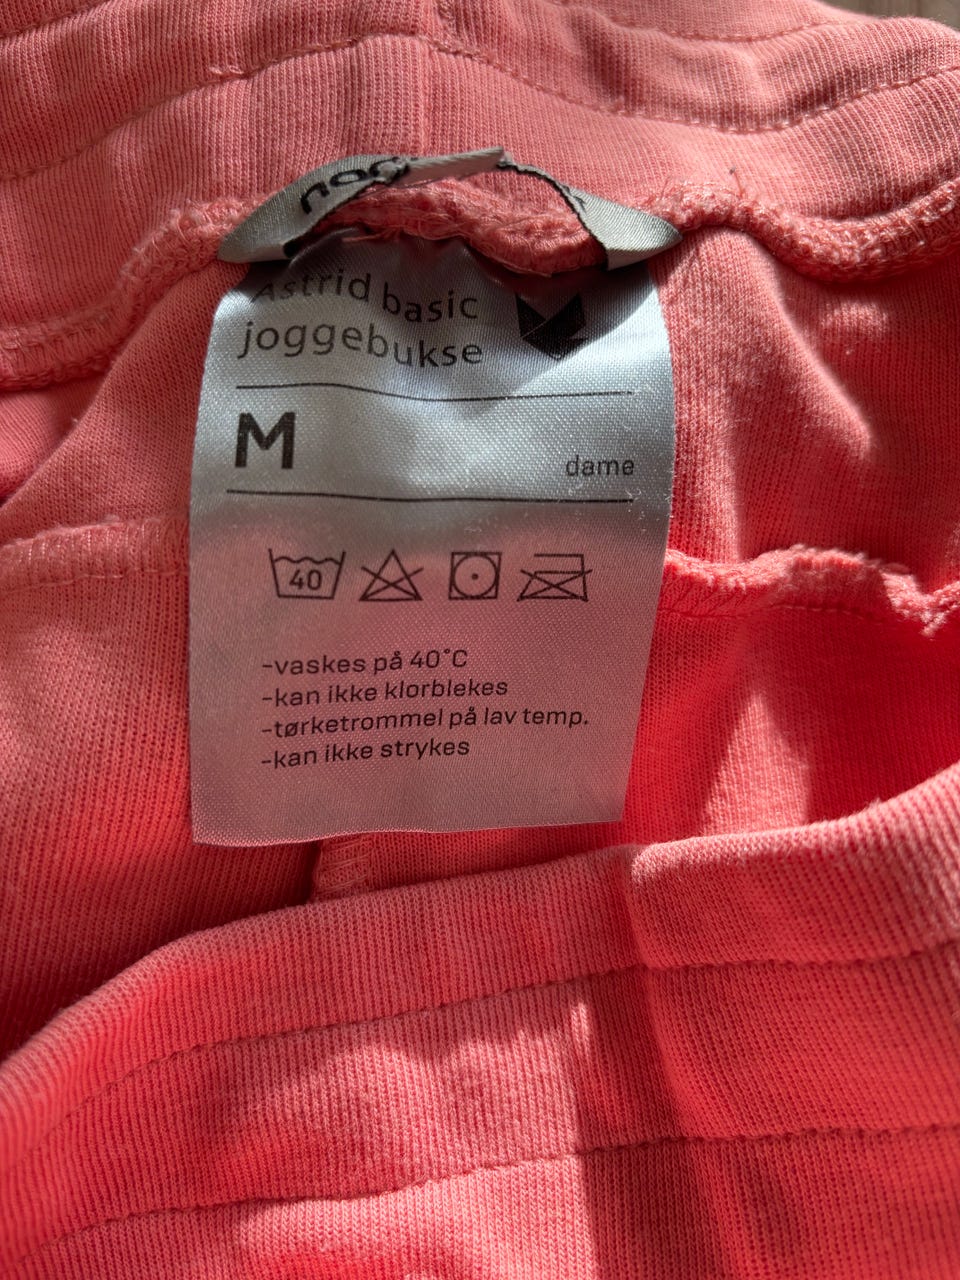 Astrid basic
joggebukse
M
dame
40
-vaskes på 40°C
-kan ikke klorblekes
-tørketrommel på lav temp.
-kan ikke strykes